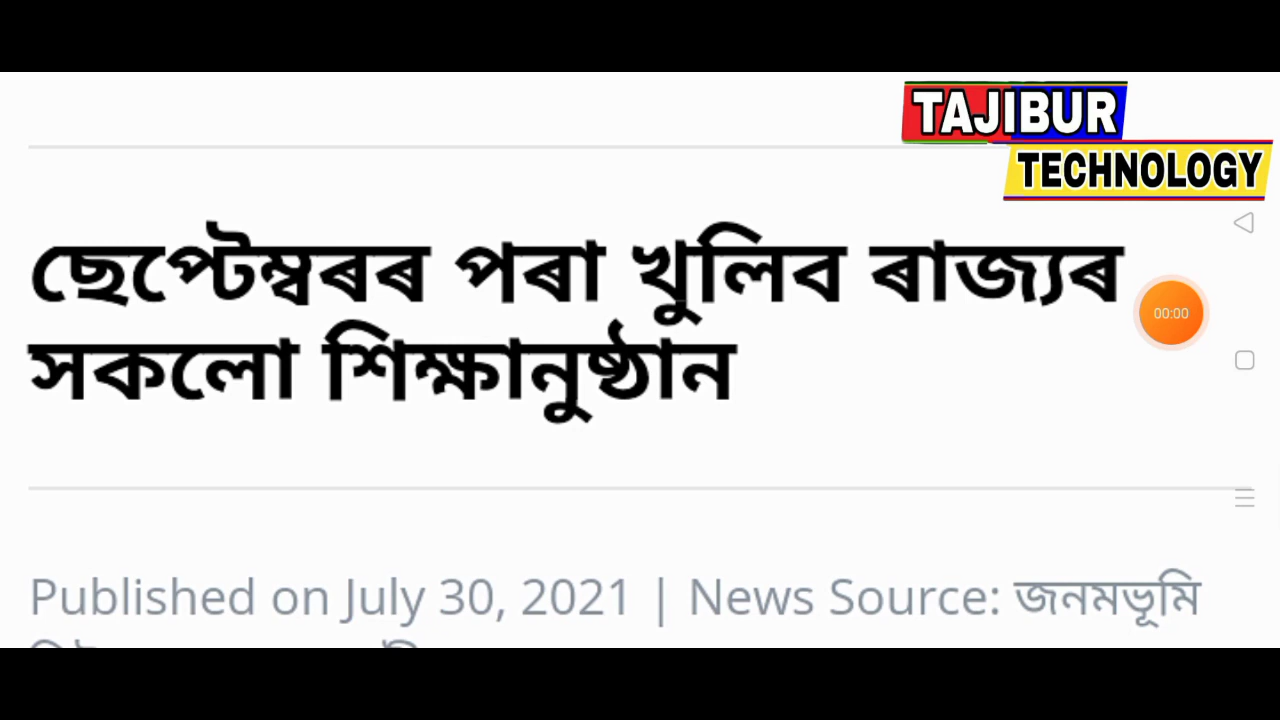 TAJIBUR
TECHNOLOGY
ছেপ্টেম্বৰৰ পৰা খুলিব ৰাজ্যৰ
00:00
সকলো শিক্ষানুষ্ঠান
Published on July 30, 2021 | News Source: জনমভূমি